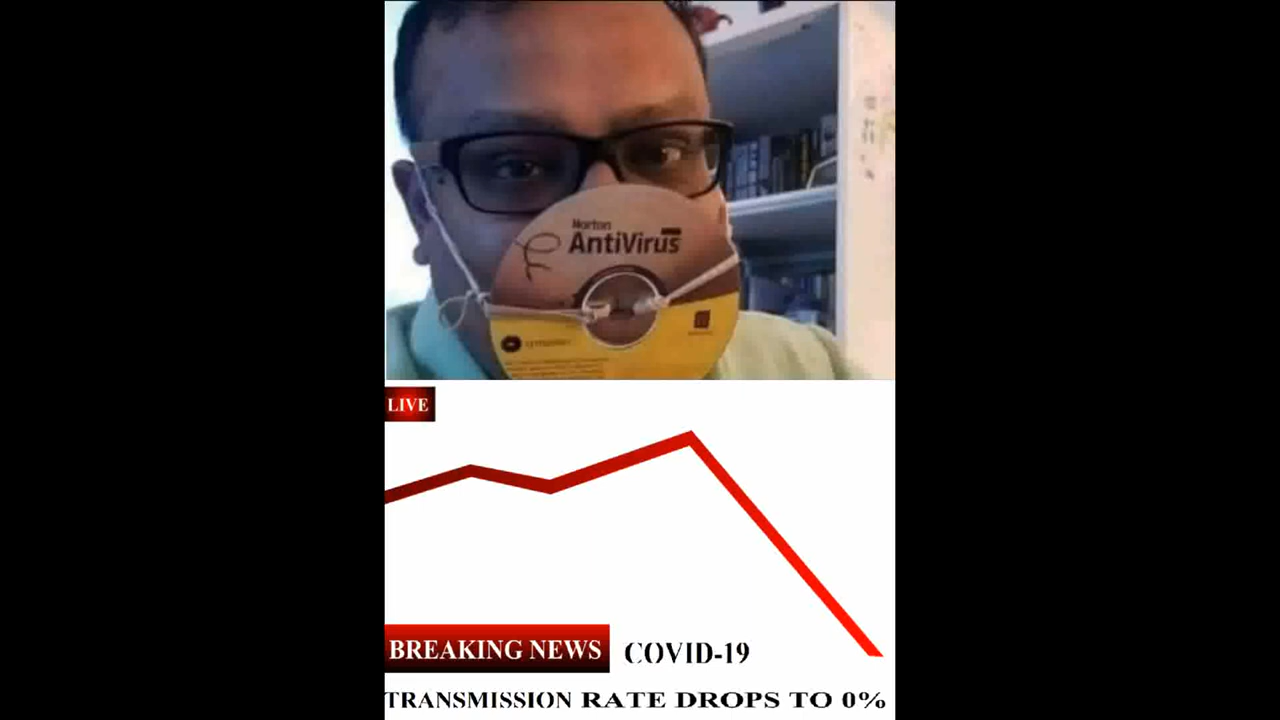 Norton
AntiVirus
LIVE
BREAKING NEWS COVID-19
TRANSMISSION RATE DROPS TO 0%